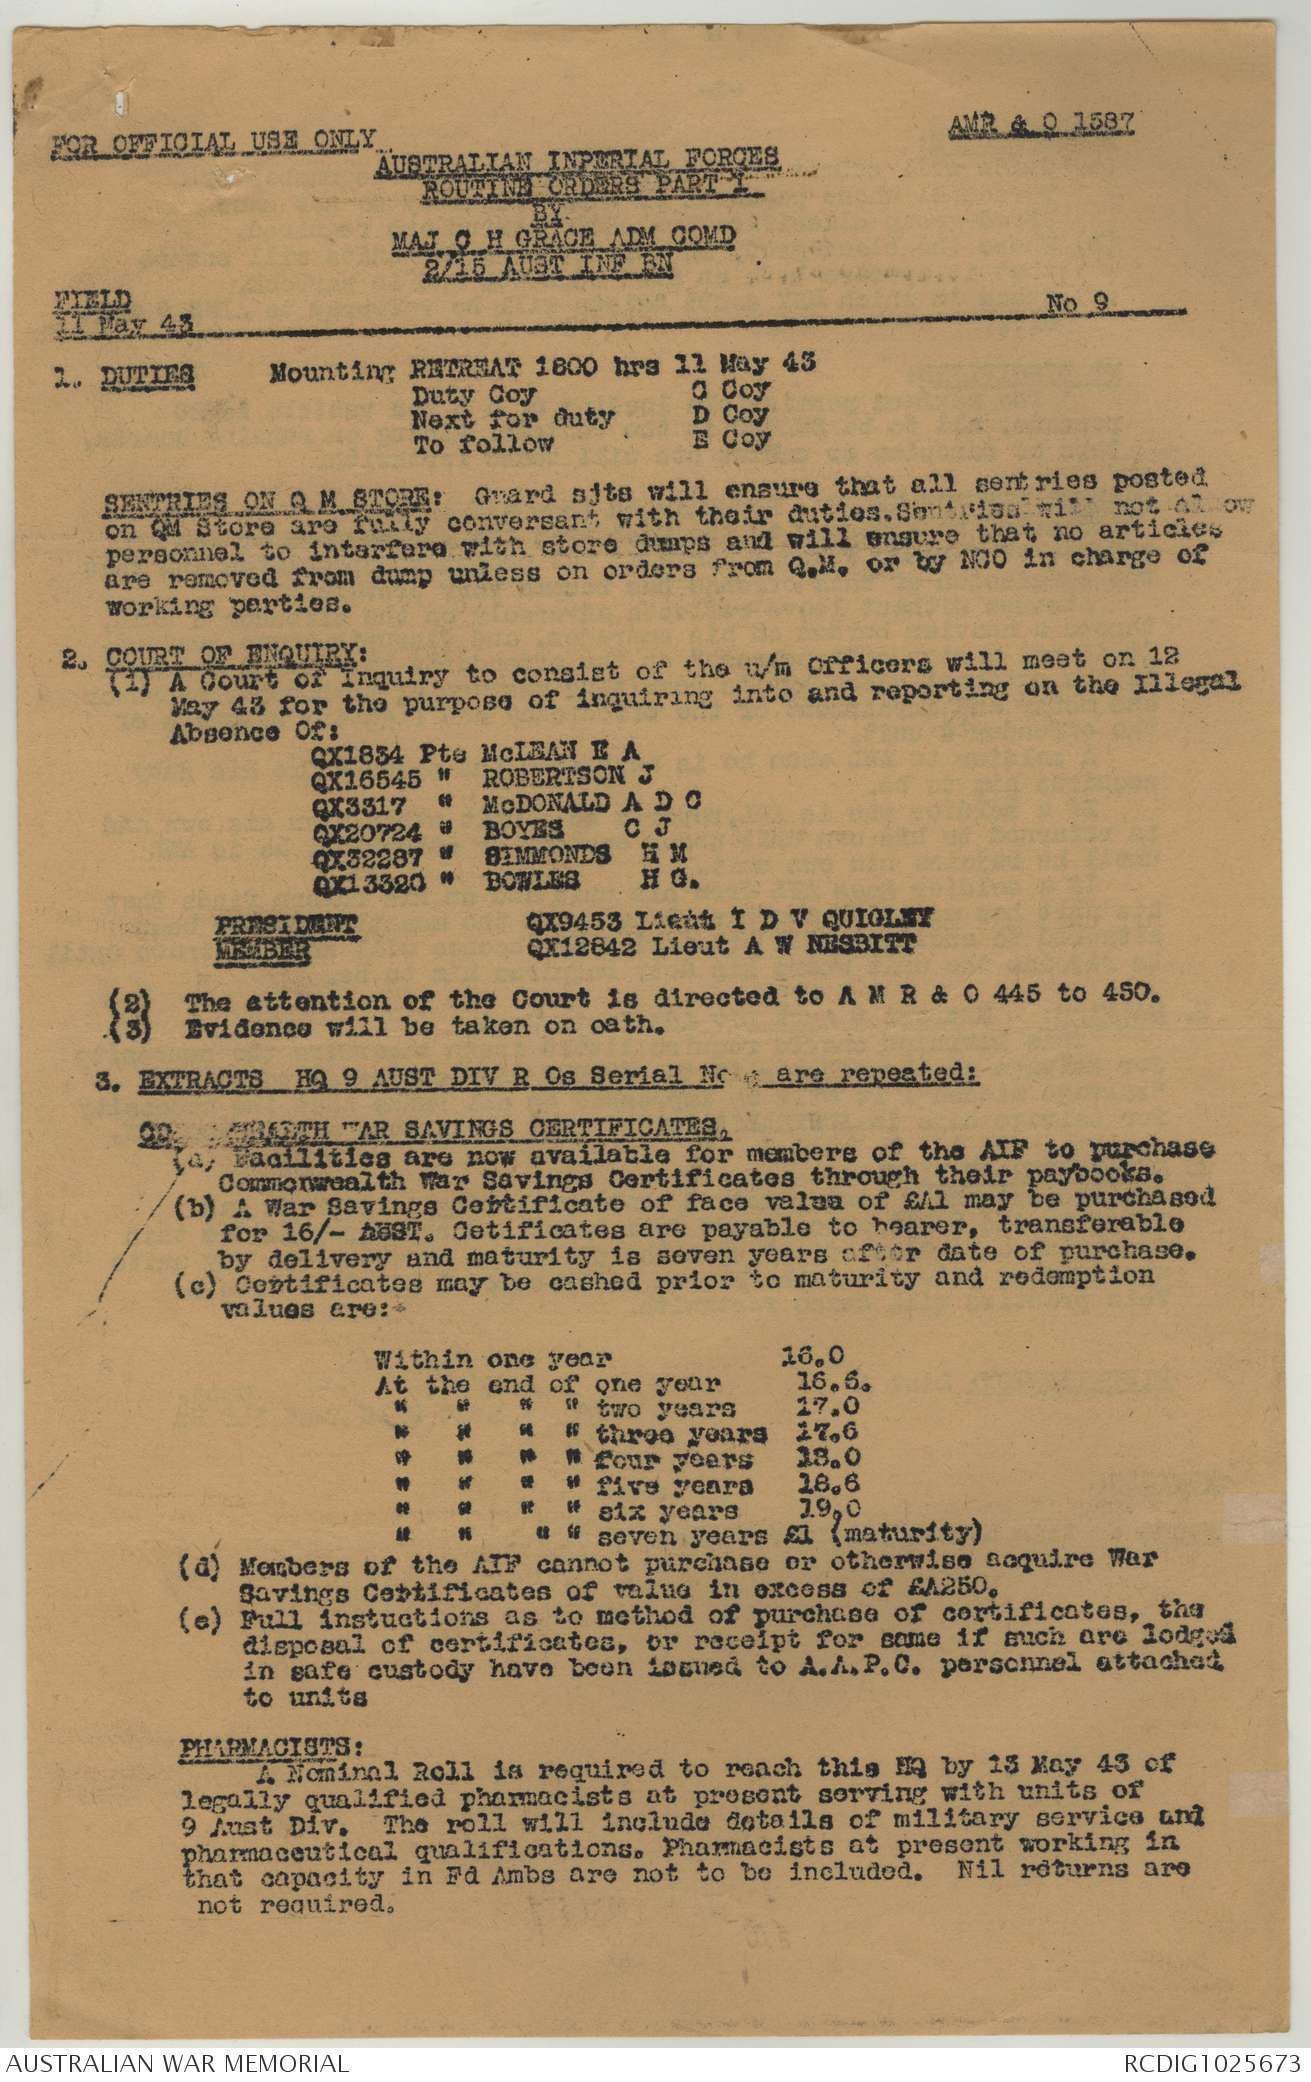 FOR OFFICIAL USE ONLY
AMR & O 1587
AUSTRALIAN INPERIAL FORCES
ROUTINE ORDERS PART I
BY
MAJ C H GRACE ADM COMD
2/15 AUST INF BN
FIELD
11 May 43
No 9
1. DUTIES Mounting RETREAT 1800 hrs 11 May 43
Duty Coy C Coy
Next for duty D Coy
To follow E Coy
SENTRIES ON Q M STORE: Guard sjts will ensure that all sentries posted
on QM Store are fully conversant with their duties. Sentries will not allow
personnel to interfere with store dumps and will ensure that no articles
are removed from dump unless on orders from Q.M. or by NCO in charge of
working parties.
2. COURT OF ENQUIRY:
(1) A Court of Inquiry to consist of the u/m Officers will meet on 12
May 43 for the purpose of inquiring into and reporting on the Illegal
Absence Of:
QX1834 Pte McLEAN E A
QX16545 " ROBERTSON J
QX3317 " McDONALD A D C
QX20724 " BOYES C J
QX32287 " SIMMONDS H M
QX13320 " BOWLES H G.
PRESIDENT QX9453 Lieut I D V QUIGLEY
MEMBER QX12842 Lieut A W NESBITT
(2) The attention of the Court is directed to A M R & O 445 to 450.
(3) Evidence will be taken on oath.
3. EXTRACTS HQ 9 AUST DIV R Os Serial are repeated:
WAR SAVINGS CERTIFICATES.
(a) Facilities are now available for members of the AIF to purchase
Commonwealth War Savings Certificates through their paybooks.
(b) A War Savings Certificate of face value of £A1 may be purchased
for 16/- AUST. Cetificates are payable to bearer, transferable
by delivery and maturity is seven years after date of purchase.
(c) Certificates may be cashed prior to maturity and redemption
values are:-
Within one year 16.0
At the end of one year 16.6.
" " " " two years 17.0
" " " " three years 17.6
" " " " four years 18.0
" " " " five years 18.6
" " " " six years 19.0
" " " " seven years £1 (maturity)
(d) Members of the AIF cannot purchase or otherwise acquire War
Savings Certificates of value in excess of £A250.
(e) Full instuctions as to method of purchase of certificates, the
disposal of certificates, or receipt for same if such are lodged
in safe custody have been issued to A.A.P.C. personnel attached
to units
PHARMACISTS:
A Nominal Roll is required to reach this HQ by 13 May 43 of
legally qualified pharmacists at present serving with units of
9 Aust Div. The roll will include details of military service and
pharmaceutical qualifications. Pharmacists at present working in
that capacity in Fd Ambs are not to be included. Nil returns are
not required.
AUSTRALIAN WAR MEMORIAL
RCDIG1025673